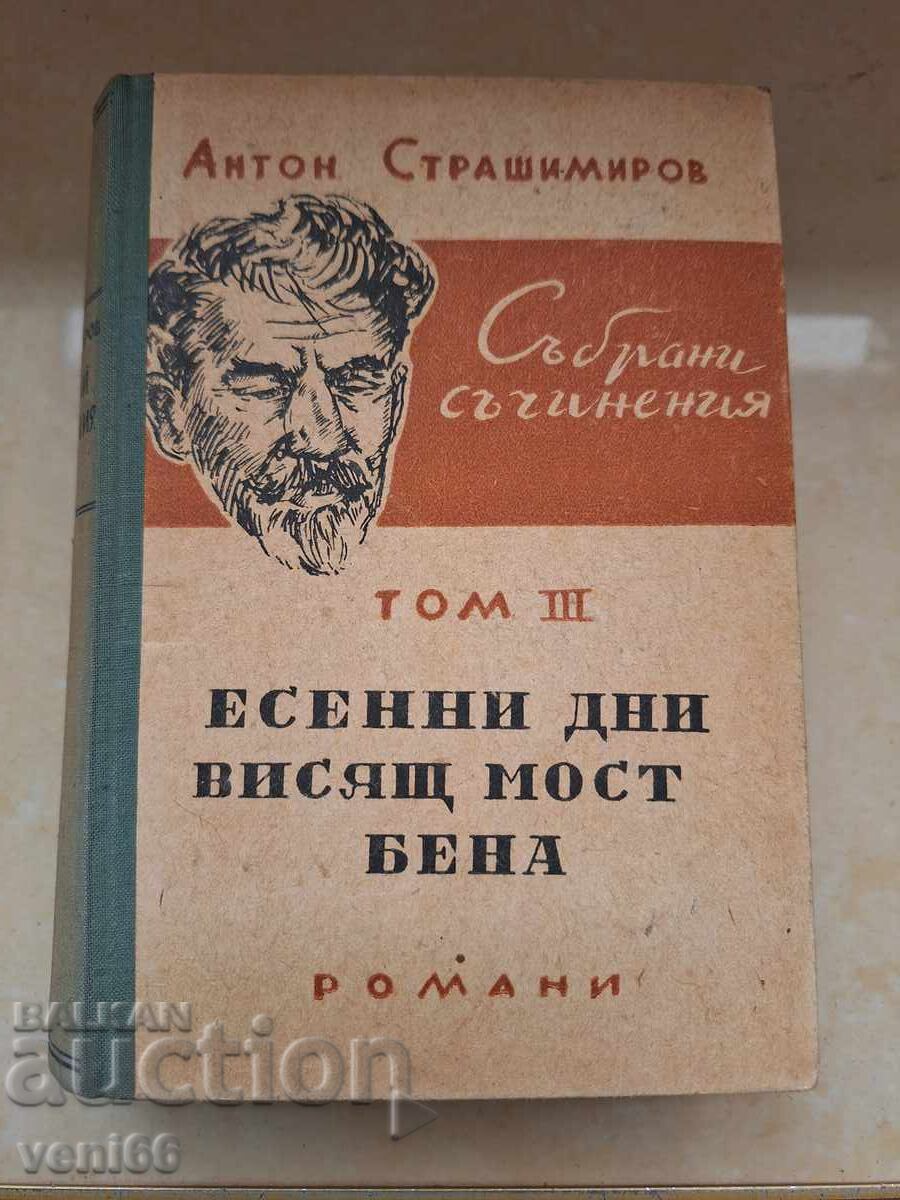 Антон Страшимиров
Събрани
съчинения
ТОМ III
ЕСЕННИ ДНИ
ВИСЯЩ МОСТ
БЕНА
РОМАНИ
BALKAN
auction
veni66